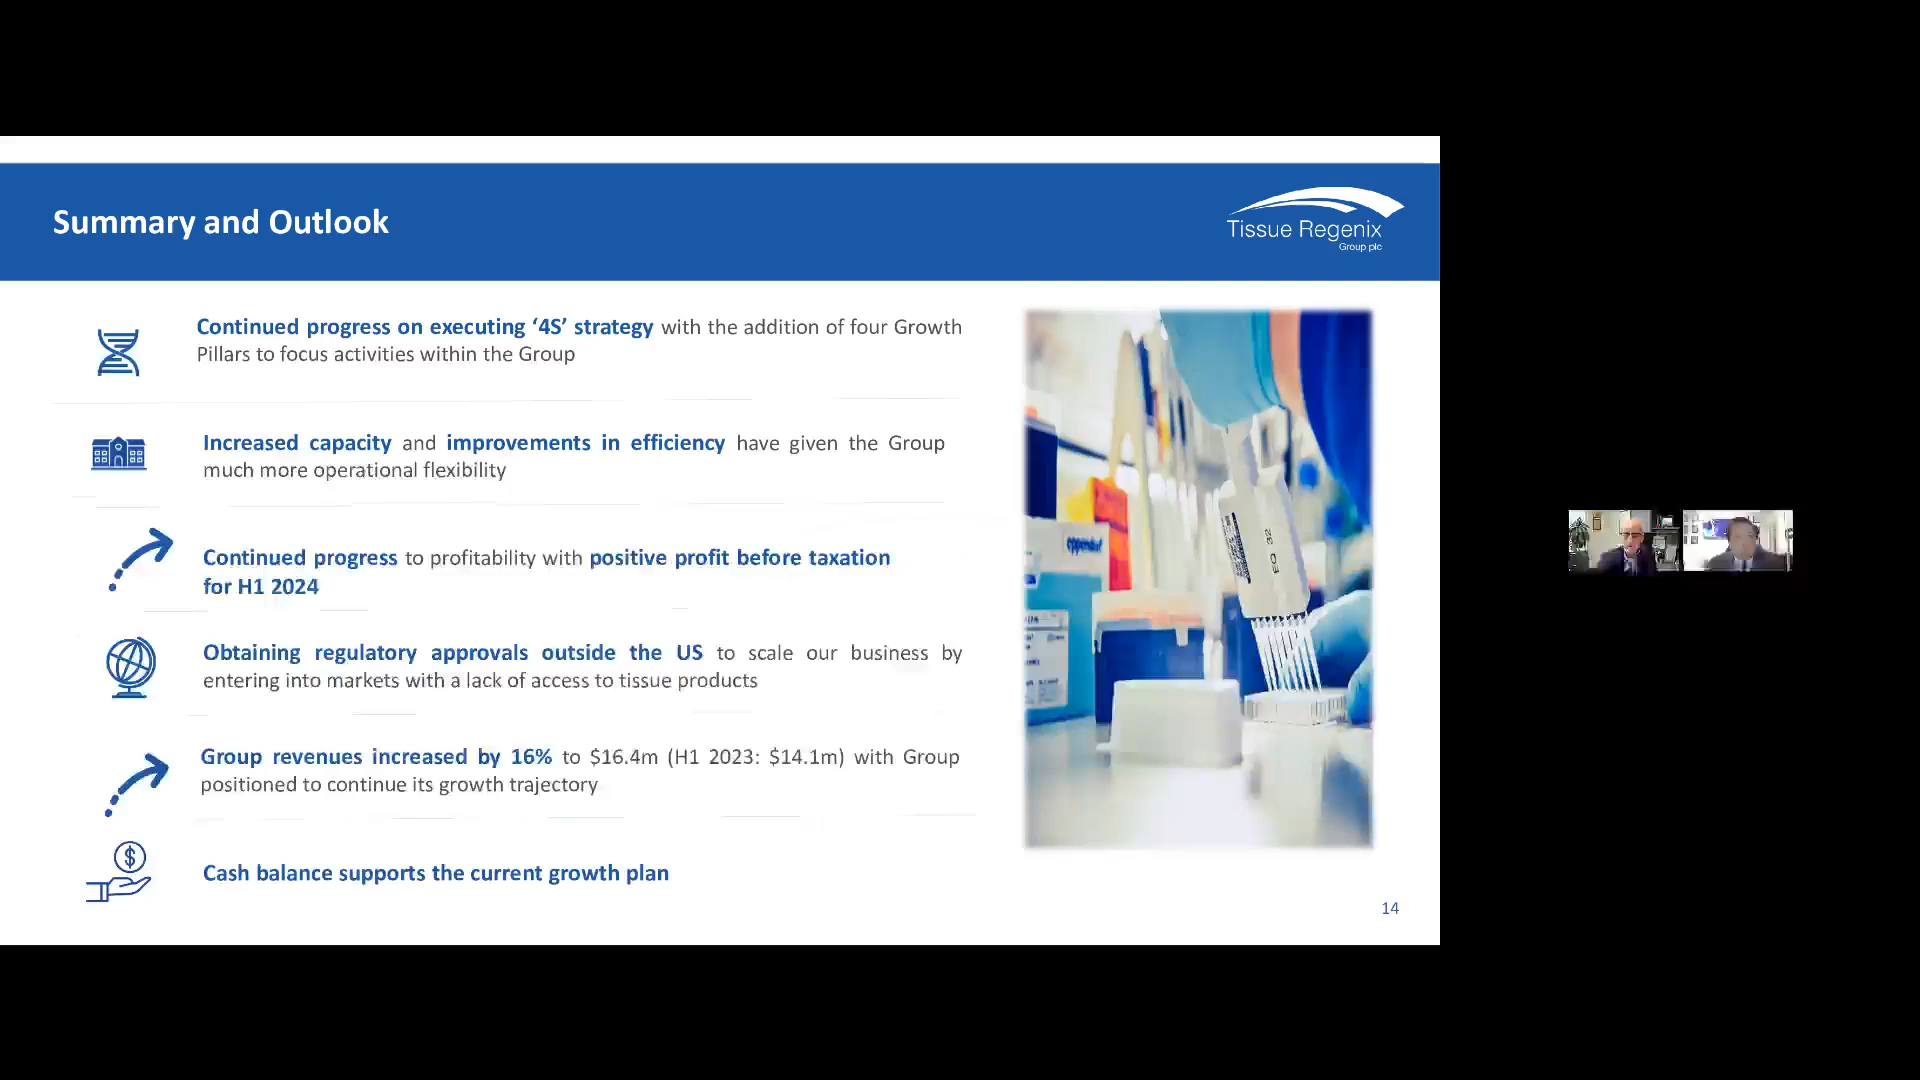 Summary and Outlook
Tissue Regenix
Group plc
Continued progress on executing ‘4S’ strategy with the addition of four Growth
Pillars to focus activities within the Group
Increased capacity and improvements in efficiency have given the Group
much more operational flexibility
Continued progress to profitability with positive profit before taxation
for H1 2024
Obtaining regulatory approvals outside the US to scale our business by
entering into markets with a lack of access to tissue products
Group revenues increased by 16% to $16.4m (H1 2023: $14.1m) with Group
positioned to continue its growth trajectory
$
Cash balance supports the current growth plan
eppendorf
EQ 32
14